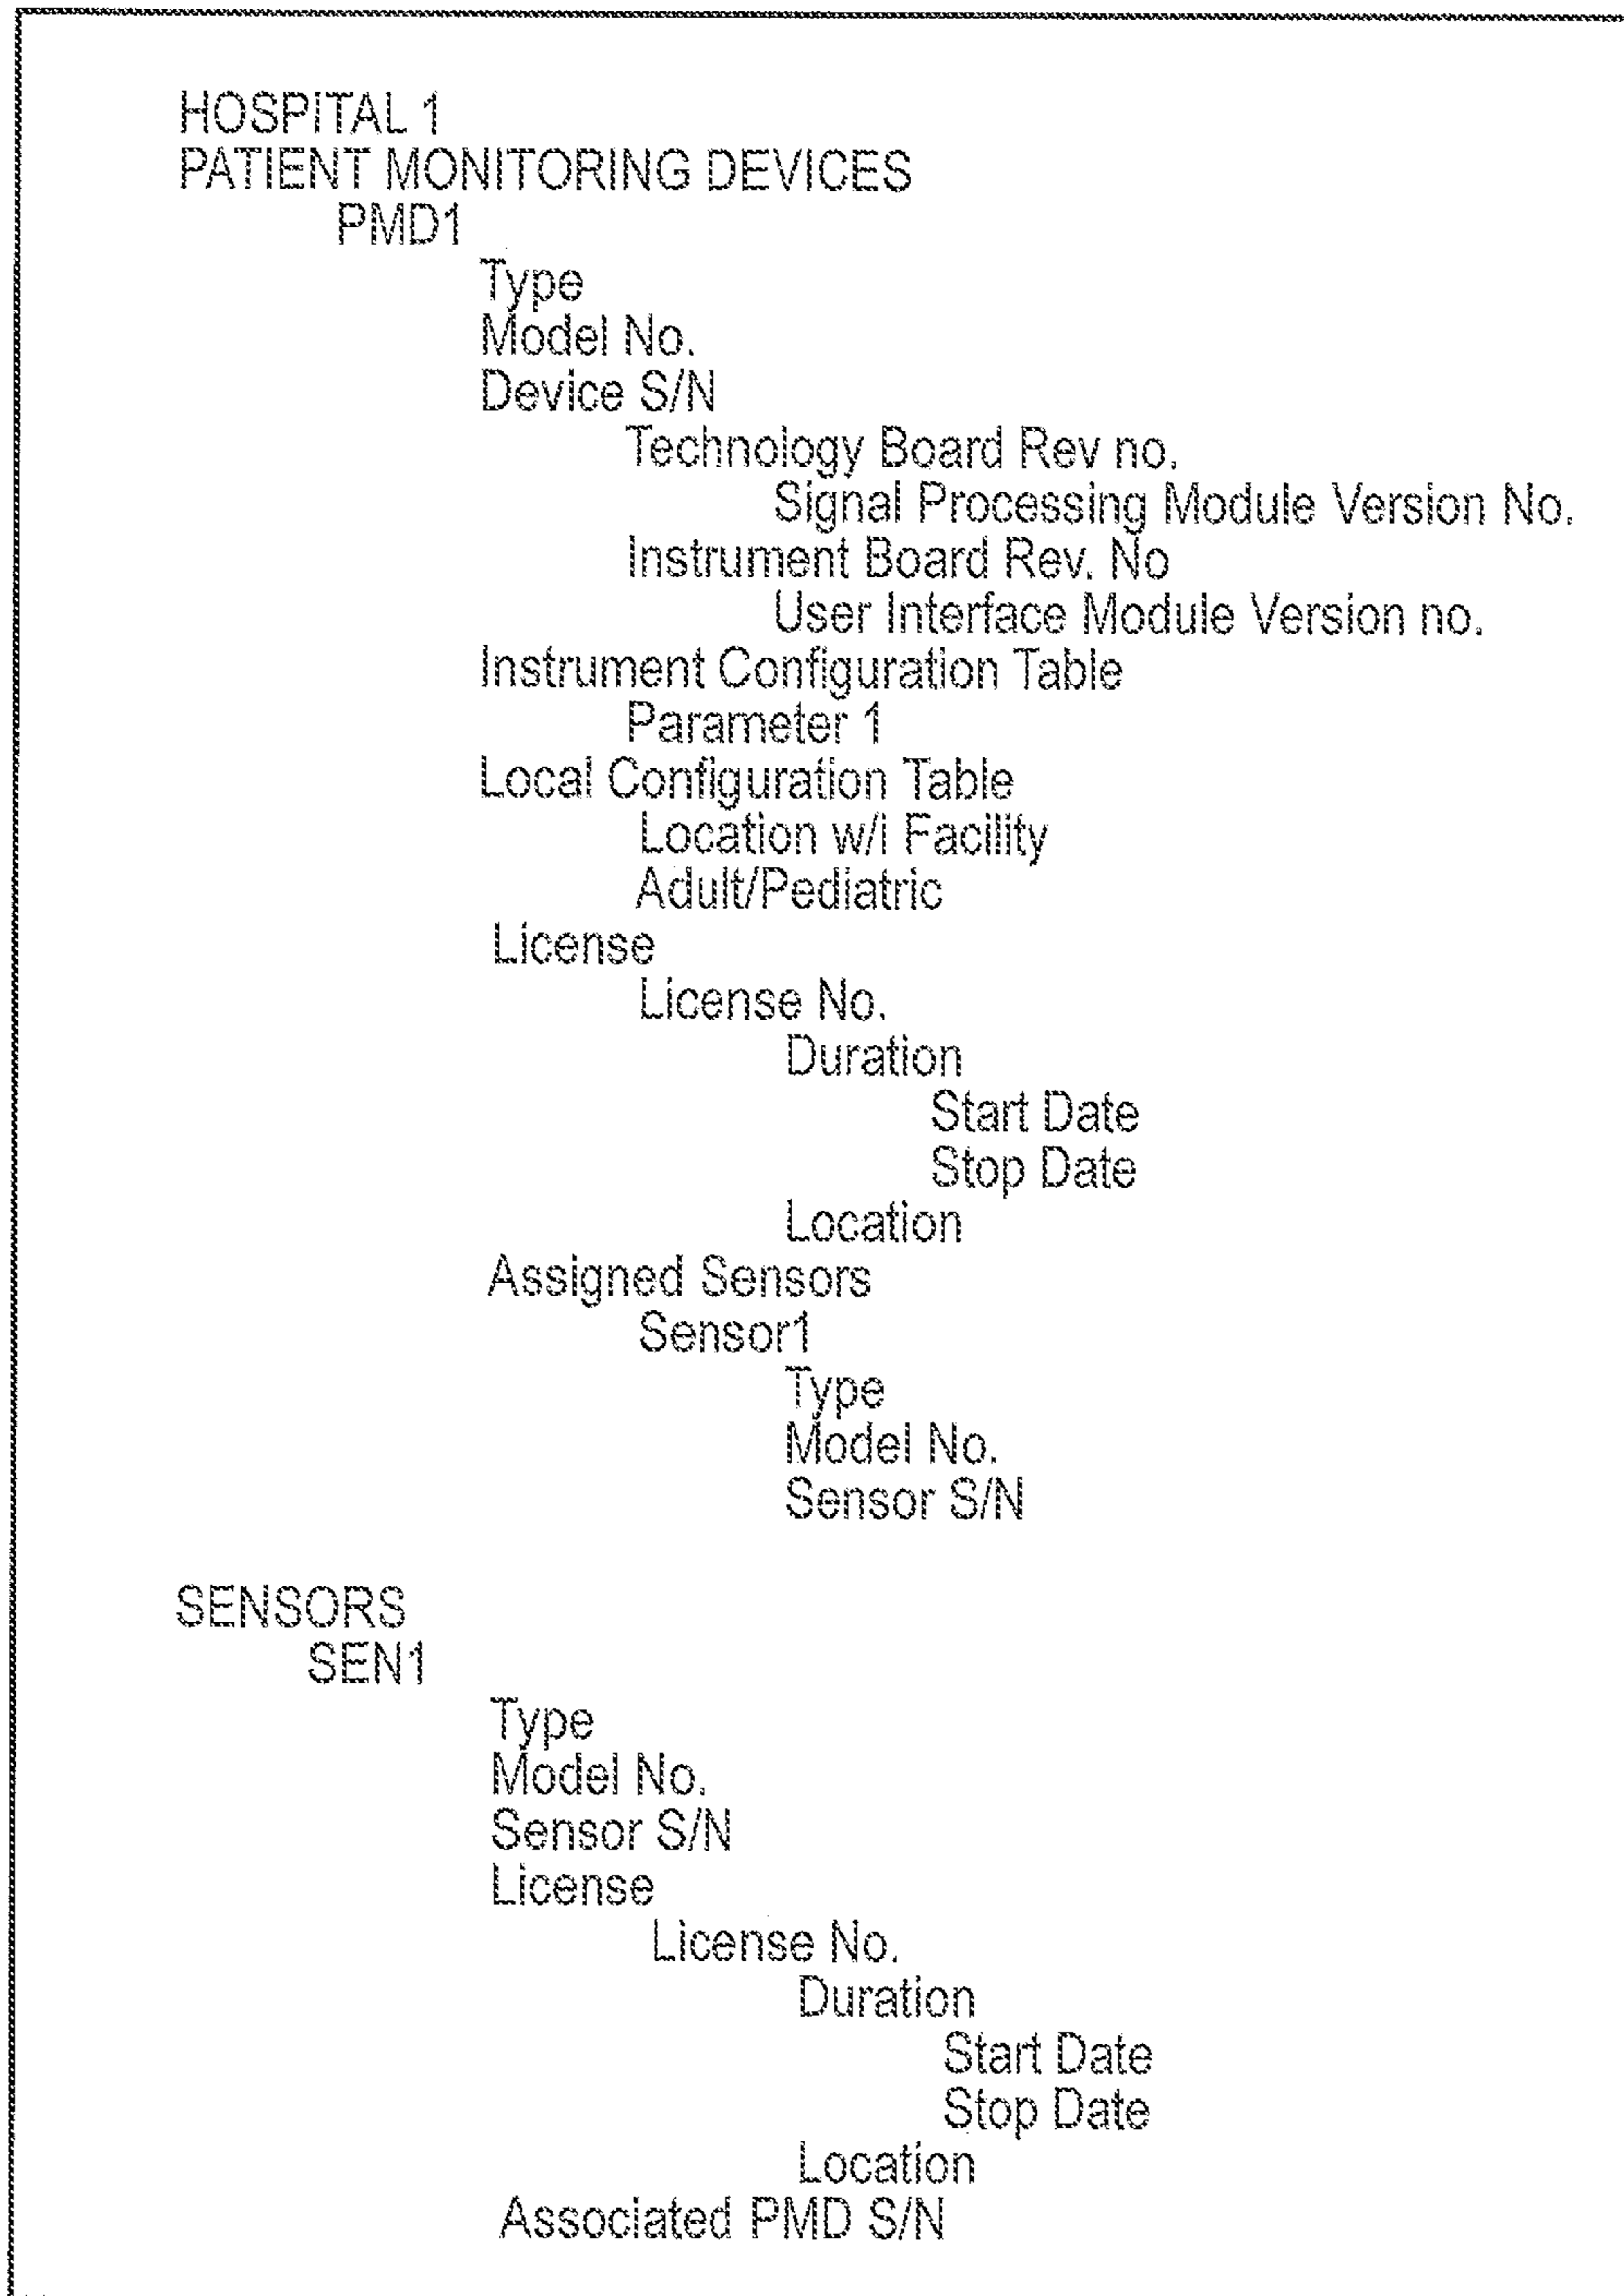 HOSPITAL 1
PATIENT MONITORING DEVICES
PMD1
Type
Model No.
Device S/N
Technology Board Rev no.
Signal Processing Module Version No.
Instrument Board Rev. No
User Interface Module Version no.
Instrument Configuration Table
Parameter 1
Local Configuration Table
Location w/i Facility
Adult/Pediatric
License
License No.
Duration
Start Date
Stop Date
Location
Assigned Sensors
Sensor1
Type
Model No.
Sensor S/N
SENSORS
SEN1
Type
Model No.
Sensor S/N
License
License No.
Duration
Start Date
Stop Date
Location
Associated PMD S/N